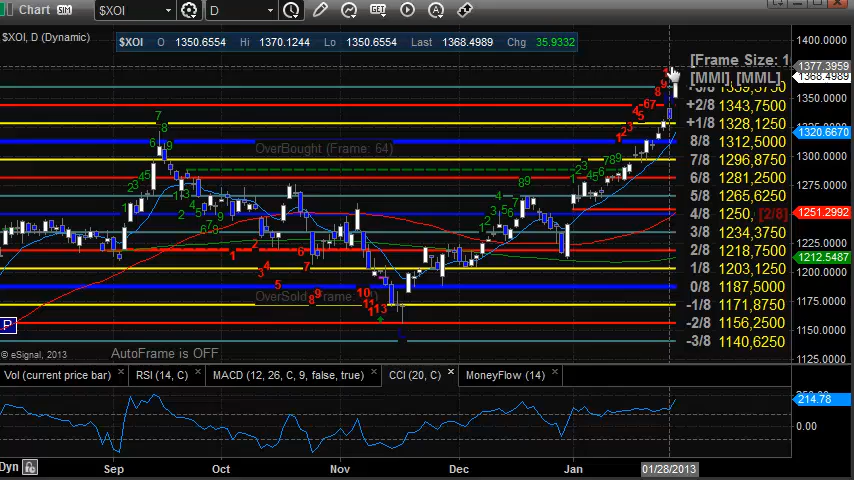 Chart SIM $XOI D GET A
$XOI, D (Dynamic)
$XOI O 1350.6554 Hi 1370.1244 Lo 1350.6554 Last 1368.4989 Chg 35.9332
1400.0000
[Frame Size: 1
1377.3959
[MMI], [MML]
1368.4989
+3/8 1359,3750
1350.0000
+2/8 1343,7500
+1/8 1328,1250
1320.6670
8/8 1312,5000
OverBought (Frame: 64)
1300.0000
7/8 1296,8750
6/8 1281,2500
1275.0000
5/8 1265,6250
1250.0000
4/8 1250, [2/8]
1251.2992
3/8 1234,3750
1225.0000
2/8 1218,7500
1212.5487
1/8 1203,1250
1200.0000
0/8 1187,5000
OverSold
1175.0000
-1/8 1171,8750
P
-2/8 1156,2500
1150.0000
-3/8 1140,6250
© eSignal, 2013 AutoFrame is OFF
1125.0000
Vol (current price bar) RSI (14, C) MACD (12, 26, C, 9, false, true) CCI (20, C) MoneyFlow (14)
214.78
0.00
Dyn Sep Oct Nov Dec Jan 01/28/2013